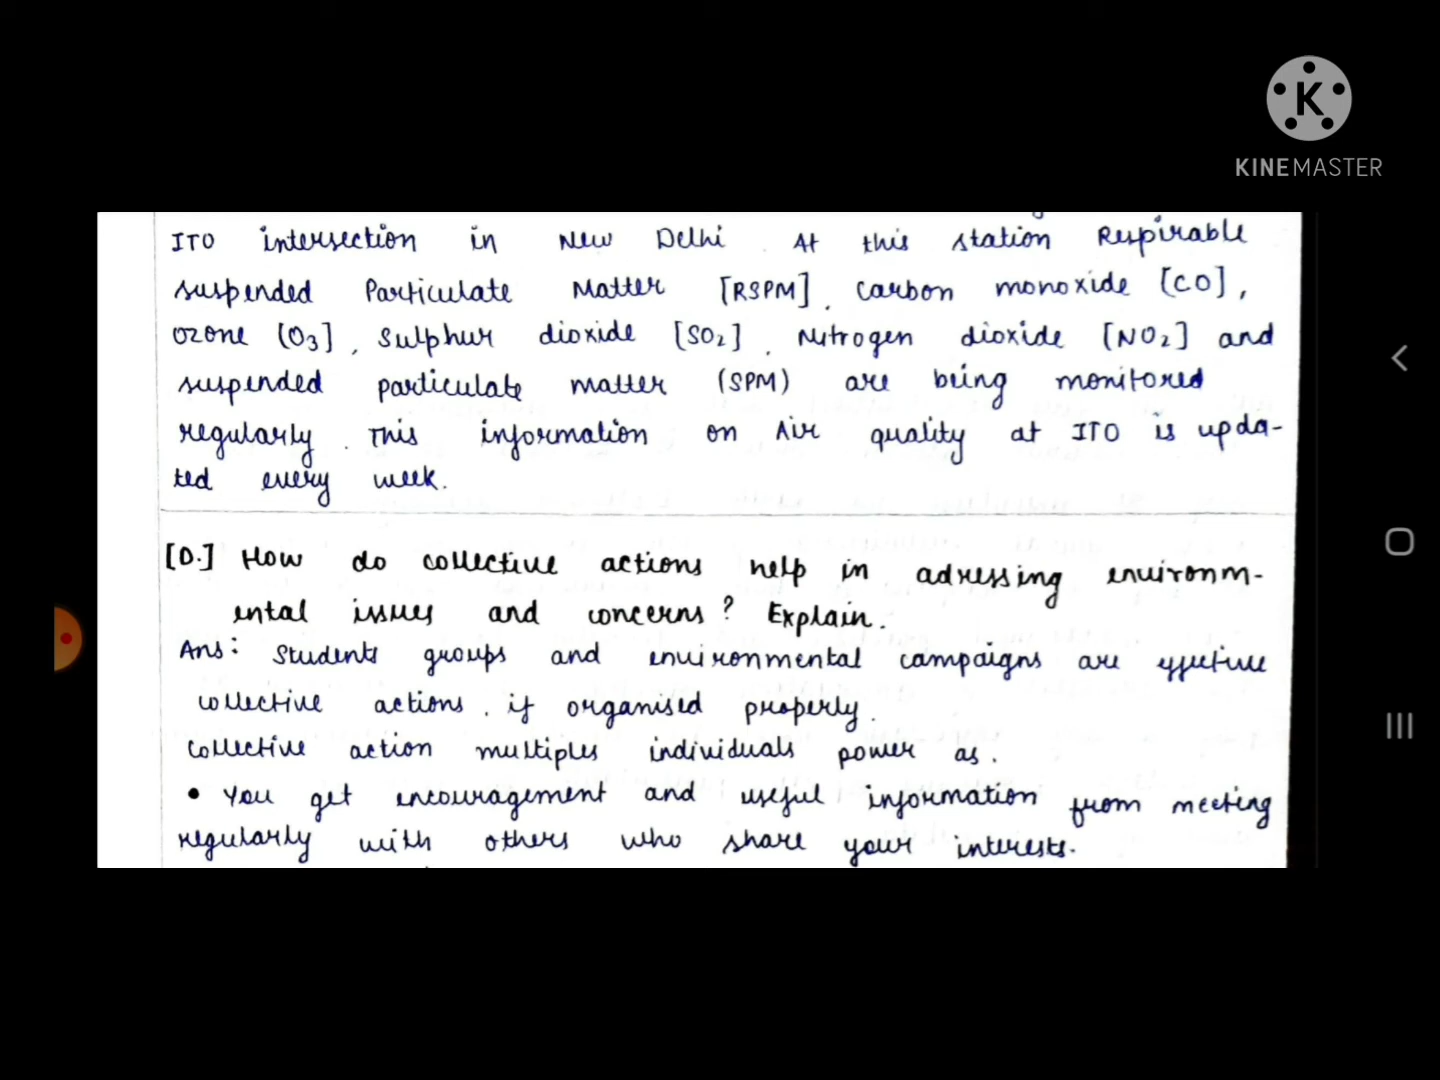 K
KINEMASTER
ITO intersection in New Delhi. At this station Respirable
suspended Particulate Matter [RSPM], Carbon monoxide [CO],
Ozone [O₃], Sulphur dioxide [SO₂], Nitrogen dioxide [NO₂] and
suspended particulate matter (SPM) are being monitored
regularly. This information on Air quality at ITO is upda-
ted every week.
[D.] How do collective actions help in adressing environm-
ental issues and concerns? Explain.
Ans: Students groups and environmental campaigns are effective
collective actions, if organised properly.
Collective action multiples individuals power as.
• You get encouragement and useful information from meeting
regularly with others who share your interests.